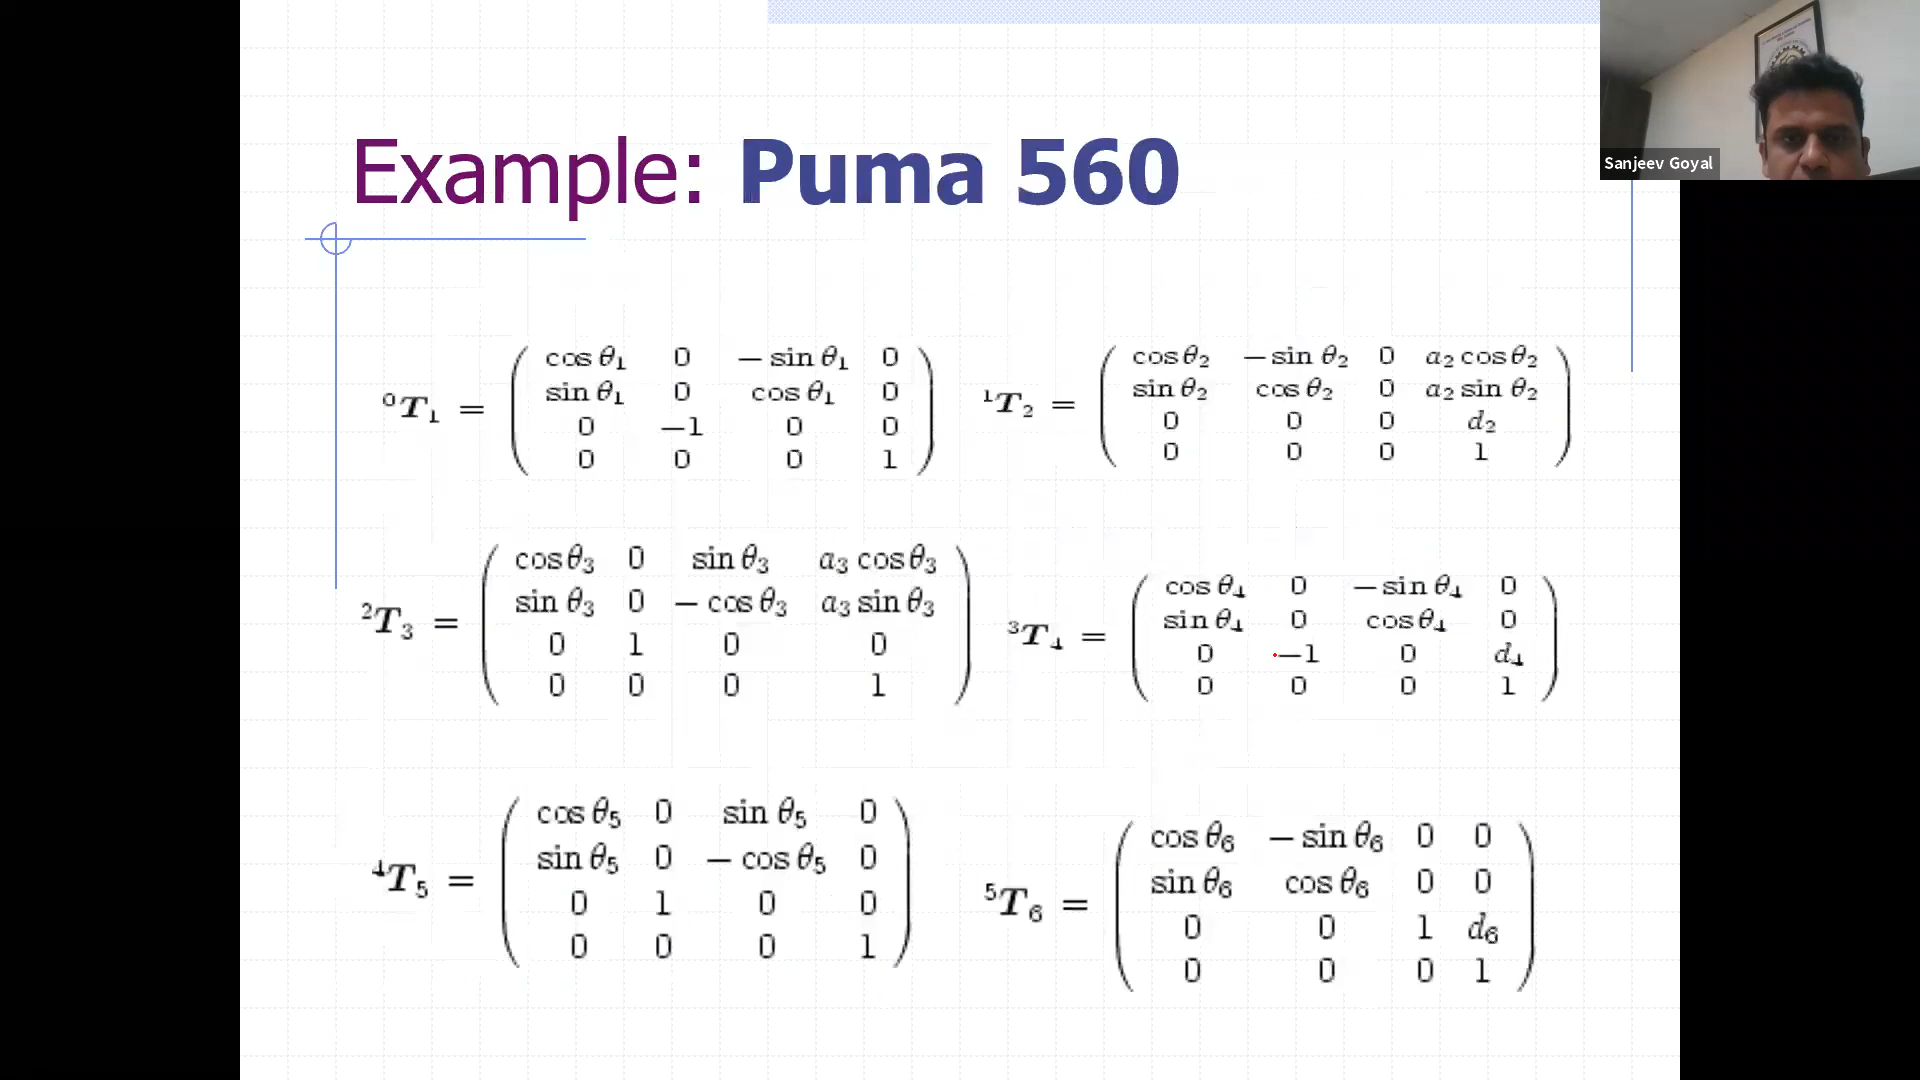 Sanjeev Goyal
Example: Puma 560
⁰T₁ = ( cos θ₁ 0 − sin θ₁ 0
sin θ₁ 0 cos θ₁ 0
0 −1 0 0
0 0 0 1 )
¹T₂ = ( cos θ₂ − sin θ₂ 0 a₂ cos θ₂
sin θ₂ cos θ₂ 0 a₂ sin θ₂
0 0 0 d₂
0 0 0 1 )
²T₃ = ( cos θ₃ 0 sin θ₃ a₃ cos θ₃
sin θ₃ 0 − cos θ₃ a₃ sin θ₃
0 1 0 0
0 0 0 1 )
³T₄ = ( cos θ₄ 0 − sin θ₄ 0
sin θ₄ 0 cos θ₄ 0
0 −1 0 d₄
0 0 0 1 )
⁴T₅ = ( cos θ₅ 0 sin θ₅ 0
sin θ₅ 0 − cos θ₅ 0
0 1 0 0
0 0 0 1 )
⁵T₆ = ( cos θ₆ − sin θ₆ 0 0
sin θ₆ cos θ₆ 0 0
0 0 1 d₆
0 0 0 1 )